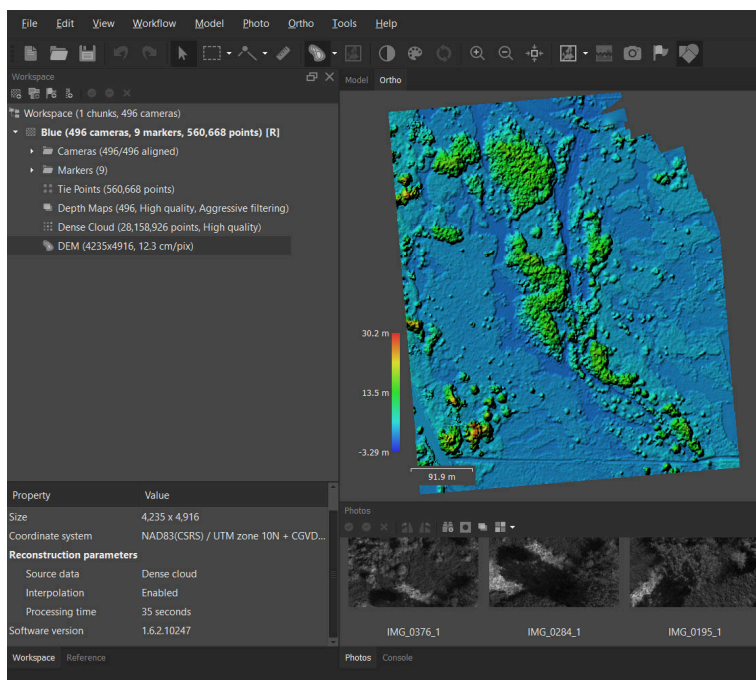 File Edit View Workflow Model Photo Ortho Tools Help
Workspace
Model Ortho
Workspace (1 chunks, 496 cameras)
Blue (496 cameras, 9 markers, 560,668 points) [R]
Cameras (496/496 aligned)
Markers (9)
Tie Points (560,668 points)
Depth Maps (496, High quality, Aggressive filtering)
Dense Cloud (28,158,926 points, High quality)
DEM (4235x4916, 12.3 cm/pix)
30.2 m
13.5 m
-3.29 m
91.9 m
Property Value
Size 4,235 x 4,916
Coordinate system NAD83(CSRS) / UTM zone 10N + CGVD...
Reconstruction parameters
Source data Dense cloud
Interpolation Enabled
Processing time 35 seconds
Software version 1.6.2.10247
Workspace Reference
Photos
IMG_0376_1 IMG_0284_1 IMG_0195_1
Photos Console